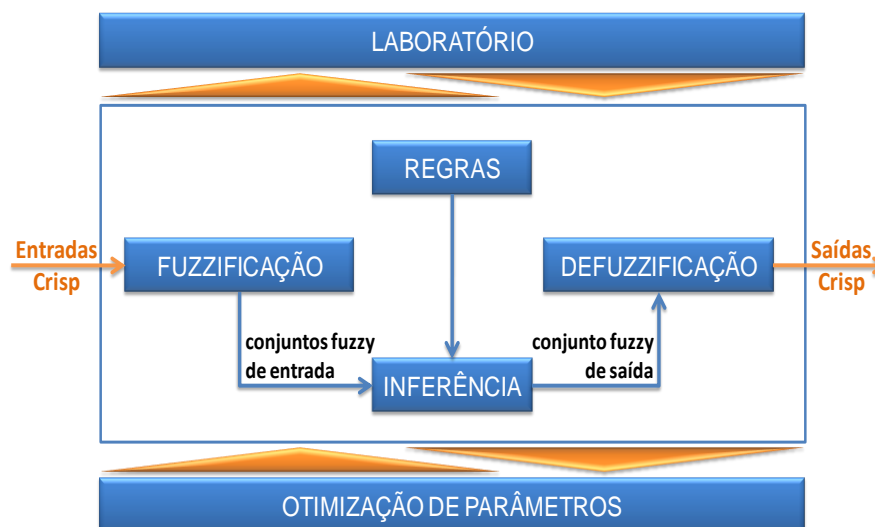 LABORATÓRIO
REGRAS
Entradas
Crisp
FUZZIFICAÇÃO
DEFUZZIFICAÇÃO
Saídas
Crisp
conjuntos fuzzy
de entrada
conjunto fuzzy
de saída
INFERÊNCIA
OTIMIZAÇÃO DE PARÂMETROS